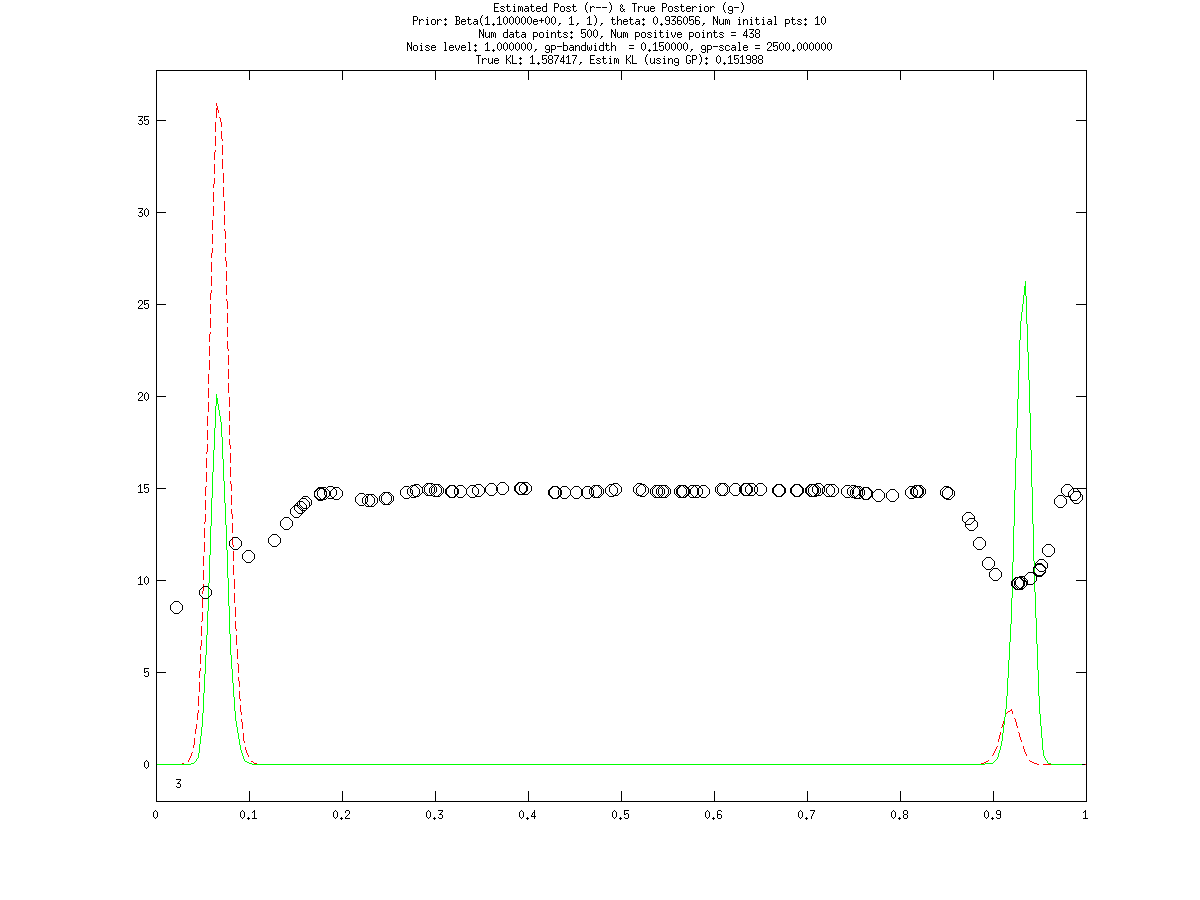 Estimated Post (r--) & True Posterior (g-)
Prior: Beta(1.100000e+00, 1, 1), theta: 0.936056, Num initial pts: 10
Num data points: 500, Num positive points = 438
Noise level: 1.000000, gp-bandwidth  = 0.150000, gp-scale = 2500.000000
True KL: 1.587417, Estim KL (using GP): 0.151988
35
30
25
20
15
10
5
0
3
0 0.1 0.2 0.3 0.4 0.5 0.6 0.7 0.8 0.9 1